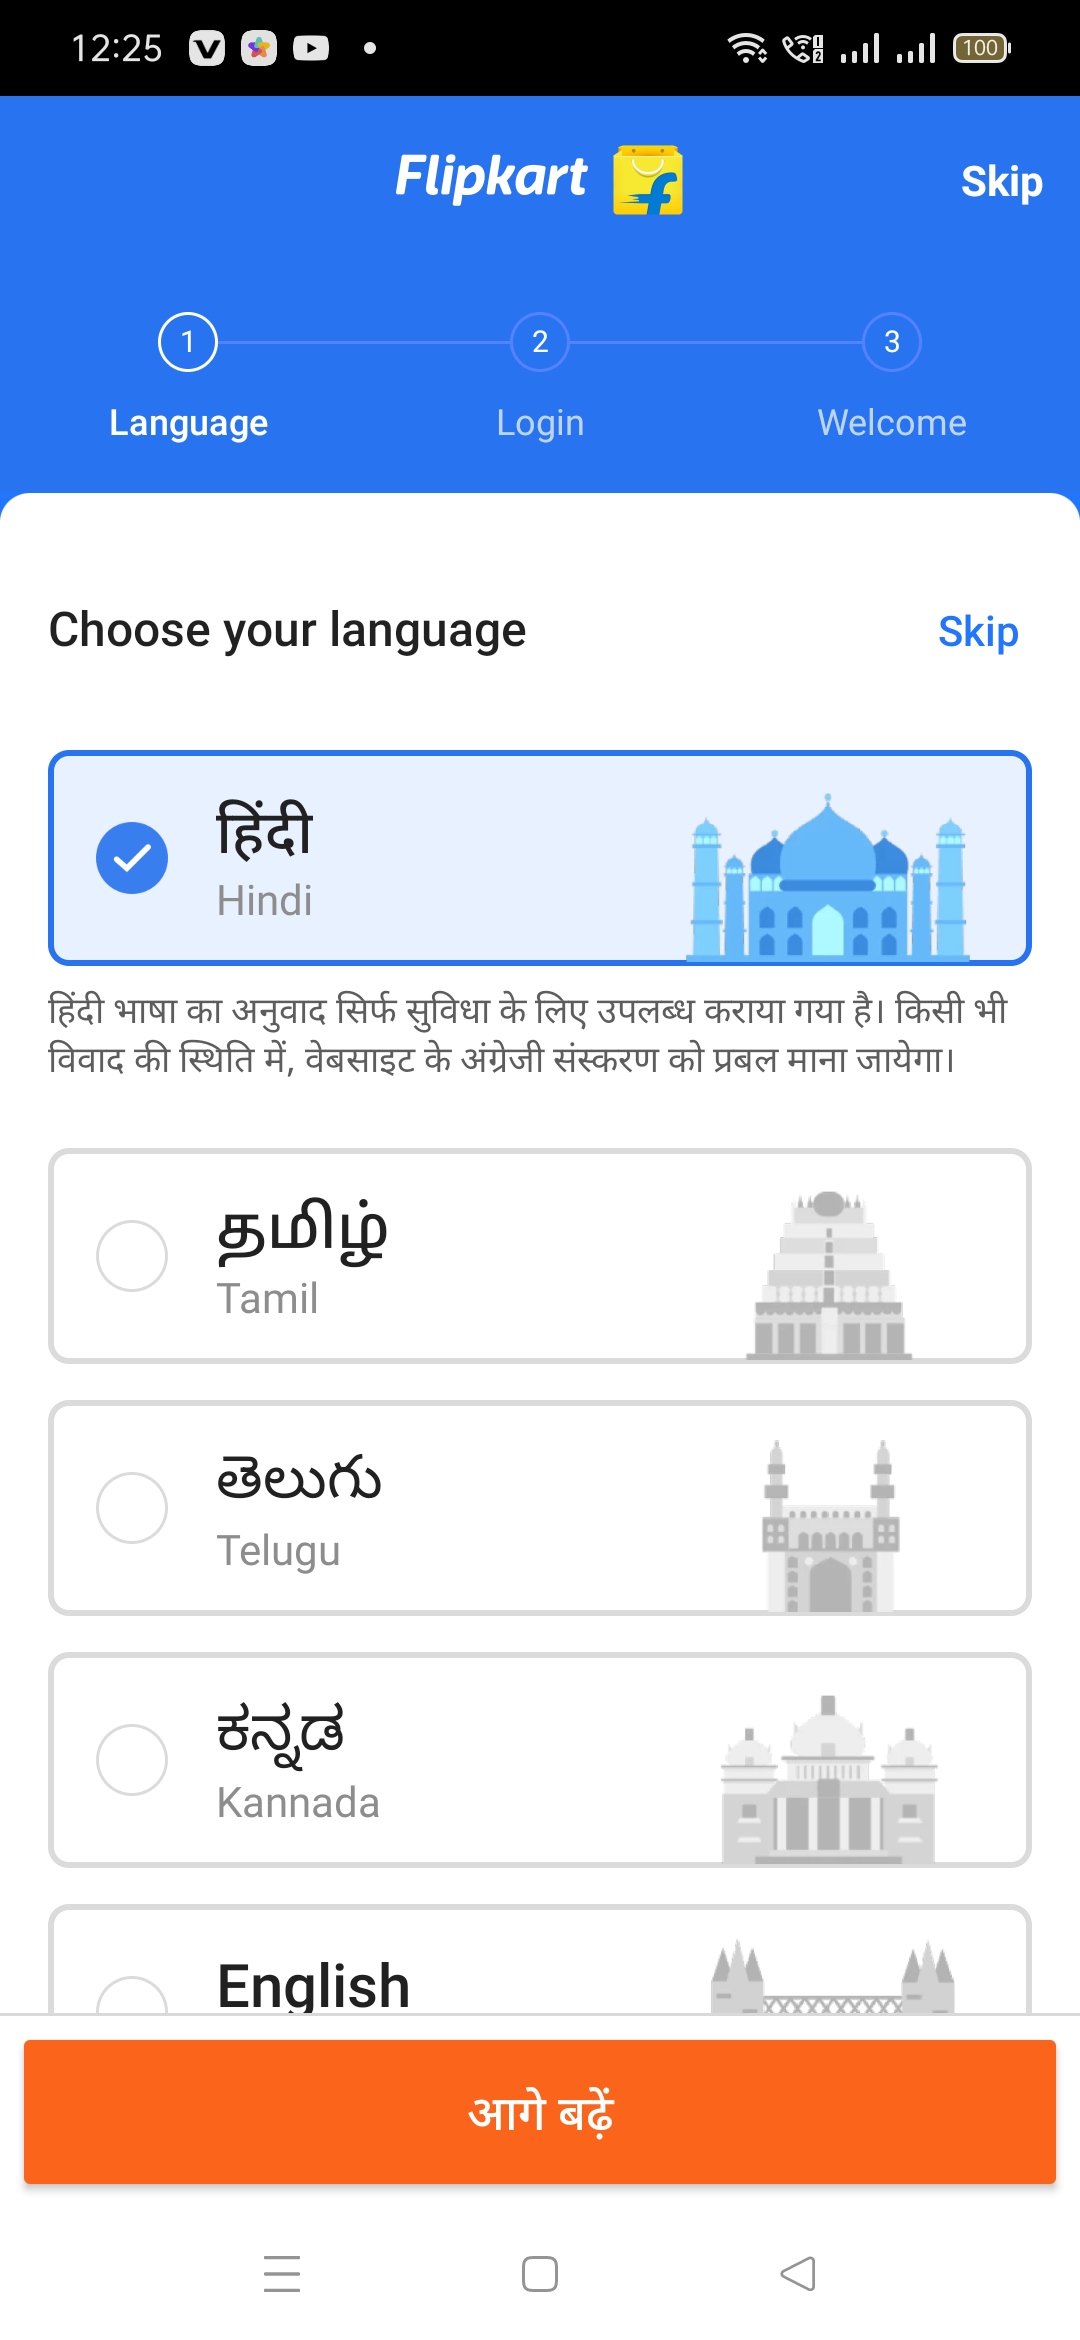 12:25
100
Flipkart
Skip
1
2
3
Language
Login
Welcome
Choose your language
Skip
हिंदी
Hindi
हिंदी भाषा का अनुवाद सिर्फ सुविधा के लिए उपलब्ध कराया गया है। किसी भी
विवाद की स्थिति में, वेबसाइट के अंग्रेजी संस्करण को प्रबल माना जायेगा।
தமிழ்
Tamil
తెలుగు
Telugu
ಕನ್ನಡ
Kannada
English
आगे बढ़ें